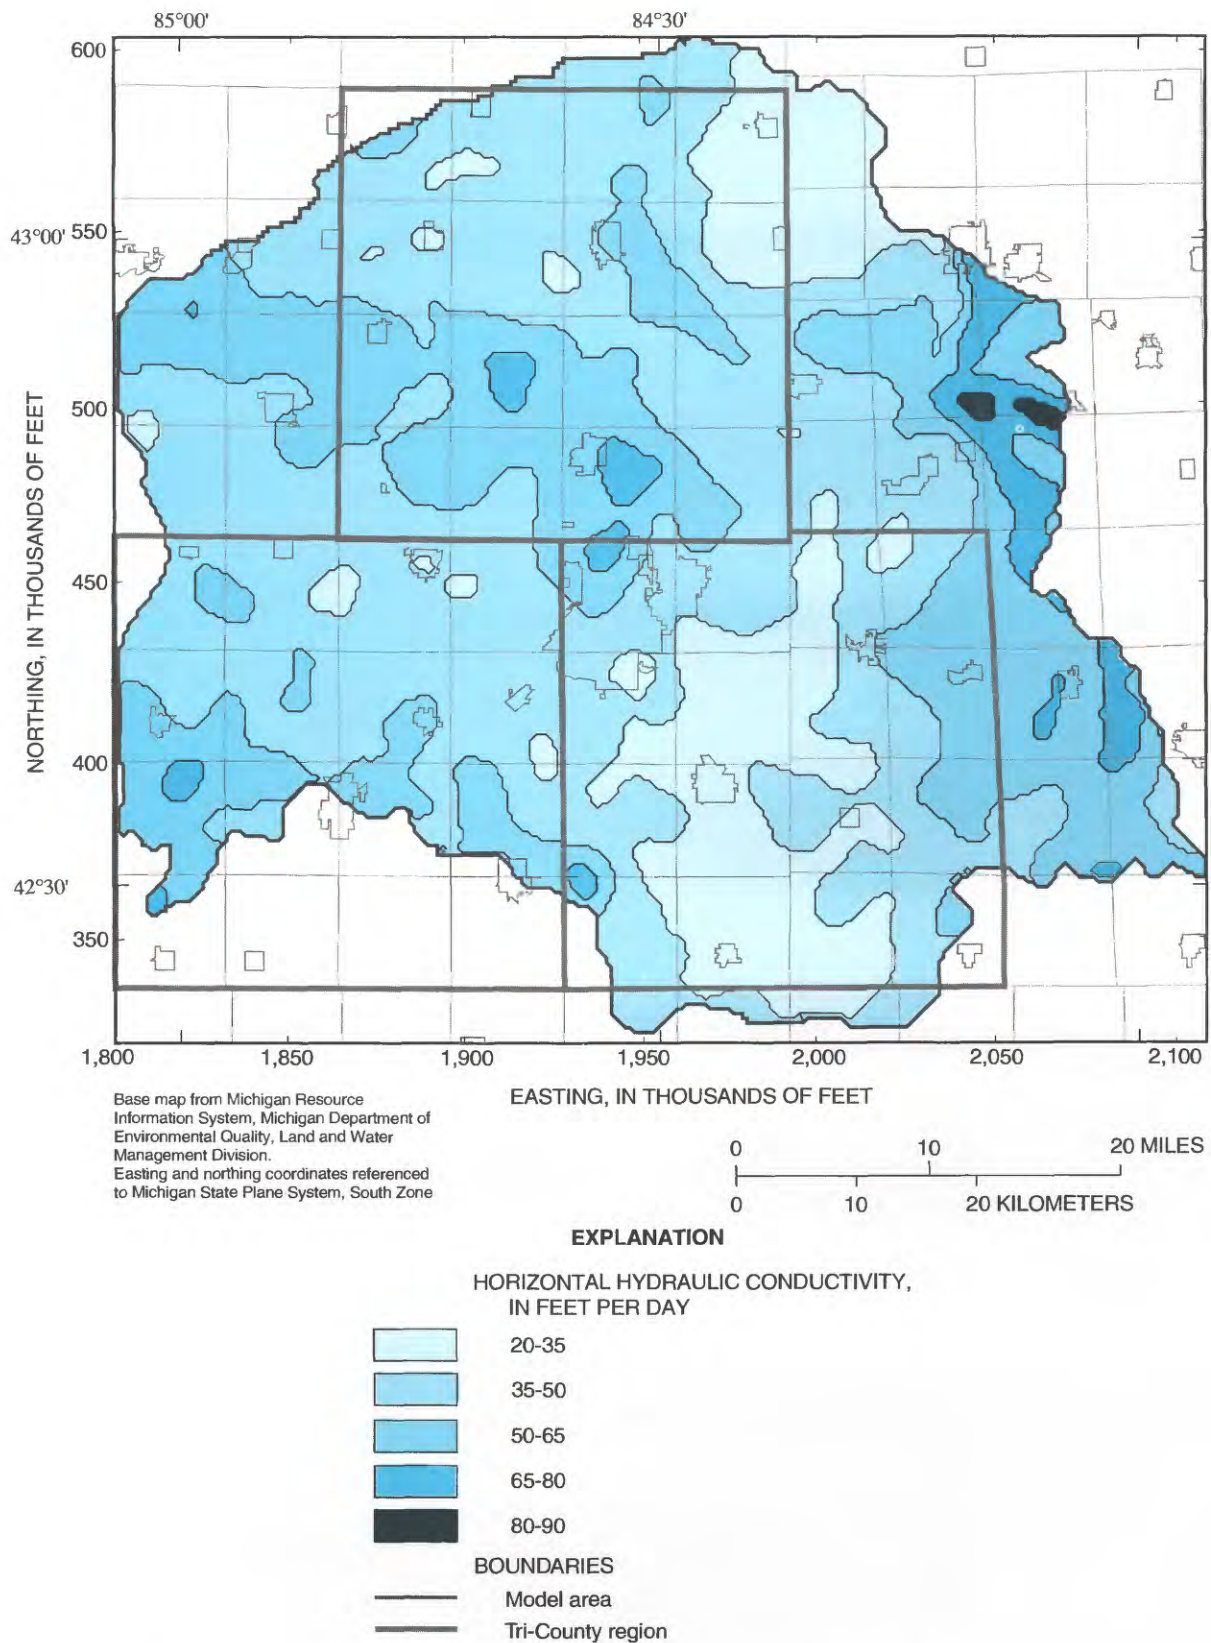 85°00'
84°30'
600
43°00'
550
500
450
400
42°30'
350
NORTHING, IN THOUSANDS OF FEET
1,800
1,850
1,900
1,950
2,000
2,050
2,100
EASTING, IN THOUSANDS OF FEET
Base map from Michigan Resource
Information System, Michigan Department of
Environmental Quality, Land and Water
Management Division.
Easting and northing coordinates referenced
to Michigan State Plane System, South Zone
0 10 20 MILES
0 10 20 KILOMETERS
EXPLANATION
HORIZONTAL HYDRAULIC CONDUCTIVITY,
IN FEET PER DAY
20-35
35-50
50-65
65-80
80-90
BOUNDARIES
Model area
Tri-County region